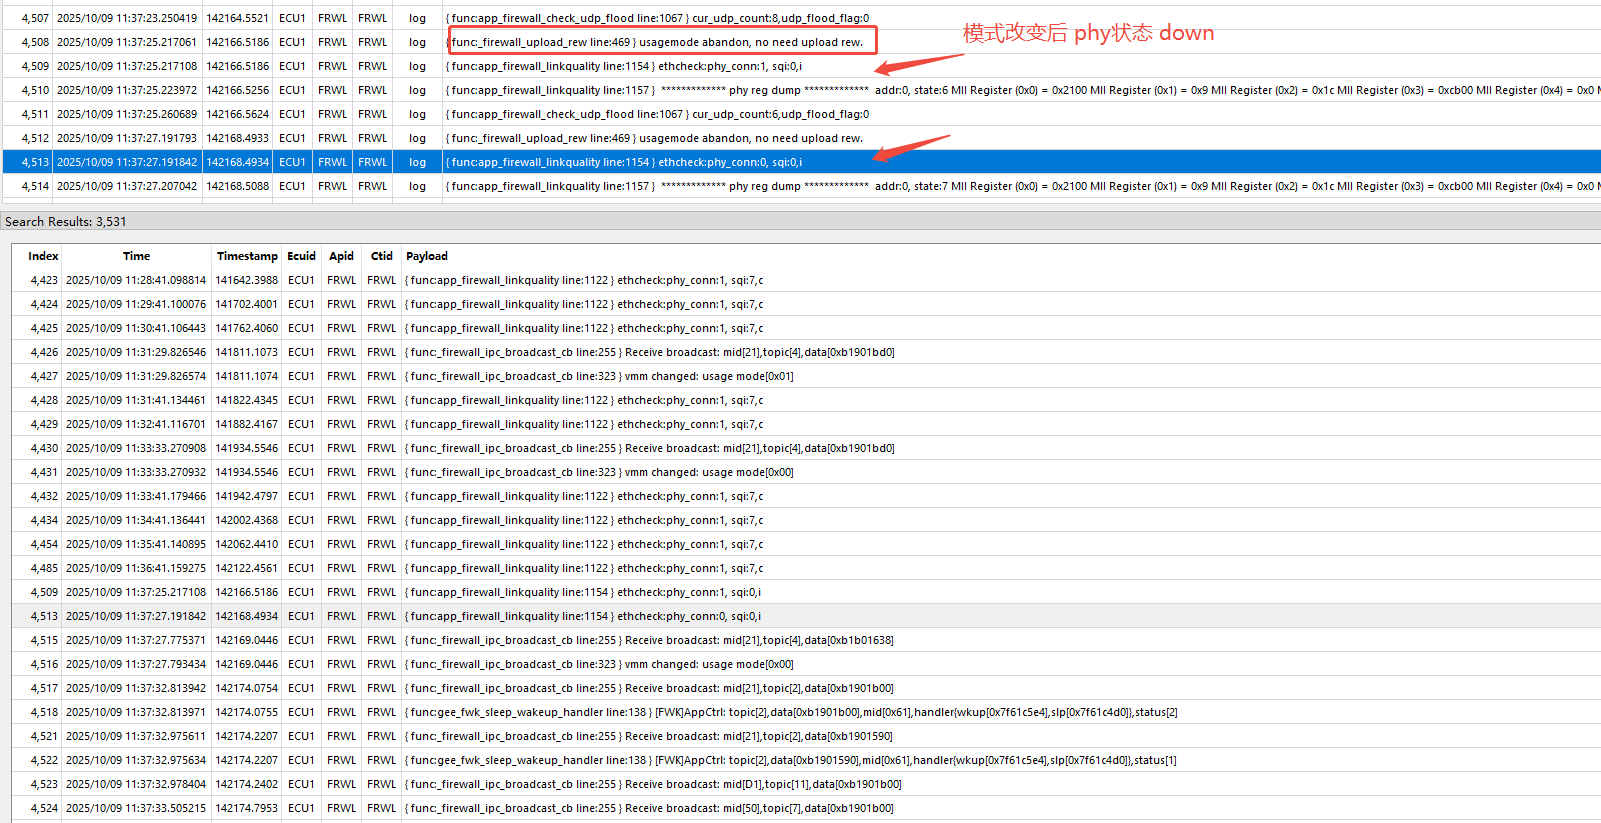 4,507 2025/10/09 11:37:23.250419 142164.5521 ECU1 FRWL FRWL log { func:app_firewall_check_udp_flood line:1067 } cur_udp_count:8,udp_flood_flag:0
模式改变后 phy状态 down
4,508 2025/10/09 11:37:25.217061 142166.5186 ECU1 FRWL FRWL log { func:_firewall_upload_rew line:469 } usagemode abandon, no need upload rew.
4,509 2025/10/09 11:37:25.217108 142166.5186 ECU1 FRWL FRWL log { func:app_firewall_linkquality line:1154 } ethcheck:phy_conn:1, sqi:0,i
4,510 2025/10/09 11:37:25.223972 142166.5256 ECU1 FRWL FRWL log { func:app_firewall_linkquality line:1157 } ************* phy reg dump ************* addr:0, state:6 MII Register (0x0) = 0x2100 MII Register (0x1) = 0x9 MII Register (0x2) = 0x1c MII Register (0x3) = 0xcb00 MII Register (0x4) = 0x0 M
4,511 2025/10/09 11:37:25.260689 142166.5624 ECU1 FRWL FRWL log { func:app_firewall_check_udp_flood line:1067 } cur_udp_count:6,udp_flood_flag:0
4,512 2025/10/09 11:37:27.191793 142168.4933 ECU1 FRWL FRWL log { func:_firewall_upload_rew line:469 } usagemode abandon, no need upload rew.
4,513 2025/10/09 11:37:27.191842 142168.4934 ECU1 FRWL FRWL log { func:app_firewall_linkquality line:1154 } ethcheck:phy_conn:0, sqi:0,i
4,514 2025/10/09 11:37:27.207042 142168.5088 ECU1 FRWL FRWL log { func:app_firewall_linkquality line:1157 } ************* phy reg dump ************* addr:0, state:7 MII Register (0x0) = 0x2100 MII Register (0x1) = 0x9 MII Register (0x2) = 0x1c MII Register (0x3) = 0xcb00 MII Register (0x4) = 0x0 M
Search Results: 3,531
Index Time Timestamp Ecuid Apid Ctid Payload
4,423 2025/10/09 11:28:41.098814 141642.3988 ECU1 FRWL FRWL { func:app_firewall_linkquality line:1122 } ethcheck:phy_conn:1, sqi:7,c
4,424 2025/10/09 11:29:41.100076 141702.4001 ECU1 FRWL FRWL { func:app_firewall_linkquality line:1122 } ethcheck:phy_conn:1, sqi:7,c
4,425 2025/10/09 11:30:41.106443 141762.4060 ECU1 FRWL FRWL { func:app_firewall_linkquality line:1122 } ethcheck:phy_conn:1, sqi:7,c
4,426 2025/10/09 11:31:29.826546 141811.1073 ECU1 FRWL FRWL { func:_firewall_ipc_broadcast_cb line:255 } Receive broadcast: mid[21],topic[4],data[0xb1901bd0]
4,427 2025/10/09 11:31:29.826574 141811.1074 ECU1 FRWL FRWL { func:_firewall_ipc_broadcast_cb line:323 } vmm changed: usage mode[0x01]
4,428 2025/10/09 11:31:41.134461 141822.4345 ECU1 FRWL FRWL { func:app_firewall_linkquality line:1122 } ethcheck:phy_conn:1, sqi:7,c
4,429 2025/10/09 11:32:41.116701 141882.4167 ECU1 FRWL FRWL { func:app_firewall_linkquality line:1122 } ethcheck:phy_conn:1, sqi:7,c
4,430 2025/10/09 11:33:33.270908 141934.5546 ECU1 FRWL FRWL { func:_firewall_ipc_broadcast_cb line:255 } Receive broadcast: mid[21],topic[4],data[0xb1901bd0]
4,431 2025/10/09 11:33:33.270932 141934.5546 ECU1 FRWL FRWL { func:_firewall_ipc_broadcast_cb line:323 } vmm changed: usage mode[0x00]
4,432 2025/10/09 11:33:41.179466 141942.4797 ECU1 FRWL FRWL { func:app_firewall_linkquality line:1122 } ethcheck:phy_conn:1, sqi:7,c
4,434 2025/10/09 11:34:41.136441 142002.4368 ECU1 FRWL FRWL { func:app_firewall_linkquality line:1122 } ethcheck:phy_conn:1, sqi:7,c
4,454 2025/10/09 11:35:41.140895 142062.4410 ECU1 FRWL FRWL { func:app_firewall_linkquality line:1122 } ethcheck:phy_conn:1, sqi:7,c
4,485 2025/10/09 11:36:41.159275 142122.4561 ECU1 FRWL FRWL { func:app_firewall_linkquality line:1122 } ethcheck:phy_conn:1, sqi:7,c
4,509 2025/10/09 11:37:25.217108 142166.5186 ECU1 FRWL FRWL { func:app_firewall_linkquality line:1154 } ethcheck:phy_conn:1, sqi:0,i
4,513 2025/10/09 11:37:27.191842 142168.4934 ECU1 FRWL FRWL { func:app_firewall_linkquality line:1154 } ethcheck:phy_conn:0, sqi:0,i
4,515 2025/10/09 11:37:27.775371 142169.0446 ECU1 FRWL FRWL { func:_firewall_ipc_broadcast_cb line:255 } Receive broadcast: mid[21],topic[4],data[0xb1b01638]
4,516 2025/10/09 11:37:27.793434 142169.0446 ECU1 FRWL FRWL { func:_firewall_ipc_broadcast_cb line:323 } vmm changed: usage mode[0x00]
4,517 2025/10/09 11:37:32.813942 142174.0754 ECU1 FRWL FRWL { func:_firewall_ipc_broadcast_cb line:255 } Receive broadcast: mid[21],topic[2],data[0xb1901b00]
4,518 2025/10/09 11:37:32.813971 142174.0755 ECU1 FRWL FRWL { func:gee_fwk_sleep_wakeup_handler line:138 } [FWK]AppCtrl: topic[2],data[0xb1901b00],mid[0x61],handler{wkup[0x7f61c5e4],slp[0x7f61c4d0]},status[2]
4,521 2025/10/09 11:37:32.975611 142174.2207 ECU1 FRWL FRWL { func:_firewall_ipc_broadcast_cb line:255 } Receive broadcast: mid[21],topic[2],data[0xb1901590]
4,522 2025/10/09 11:37:32.975634 142174.2207 ECU1 FRWL FRWL { func:gee_fwk_sleep_wakeup_handler line:138 } [FWK]AppCtrl: topic[2],data[0xb1901590],mid[0x61],handler{wkup[0x7f61c5e4],slp[0x7f61c4d0]},status[1]
4,523 2025/10/09 11:37:32.978404 142174.2402 ECU1 FRWL FRWL { func:_firewall_ipc_broadcast_cb line:255 } Receive broadcast: mid[D1],topic[11],data[0xb1901b00]
4,524 2025/10/09 11:37:33.505215 142174.7953 ECU1 FRWL FRWL { func:_firewall_ipc_broadcast_cb line:255 } Receive broadcast: mid[50],topic[7],data[0xb1901b00]